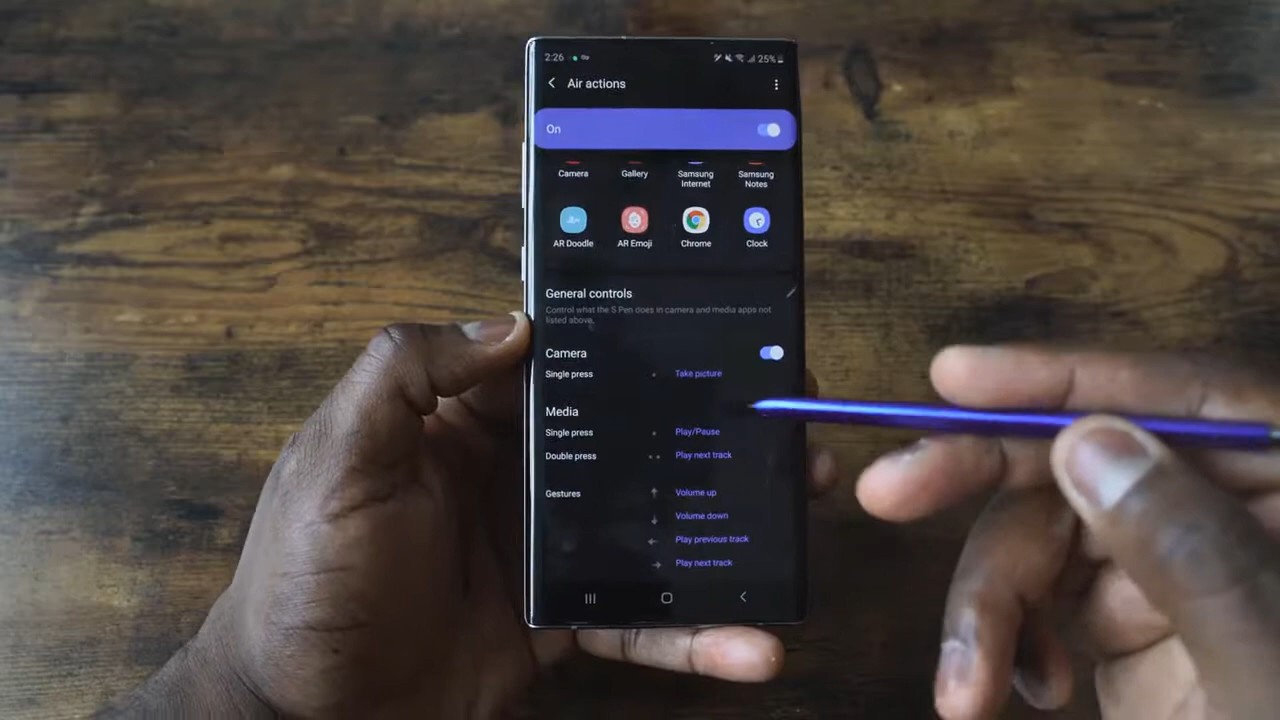 2:26 25%
Air actions
On
Camera Gallery Samsung Internet Samsung Notes
AR Doodle AR Emoji Chrome Clock
General controls
Control what the S Pen does in camera and media apps not
listed above.
Camera
Single press Take picture
Media
Single press Play/Pause
Double press Play next track
Gestures Volume up
Volume down
Play previous track
Play next track